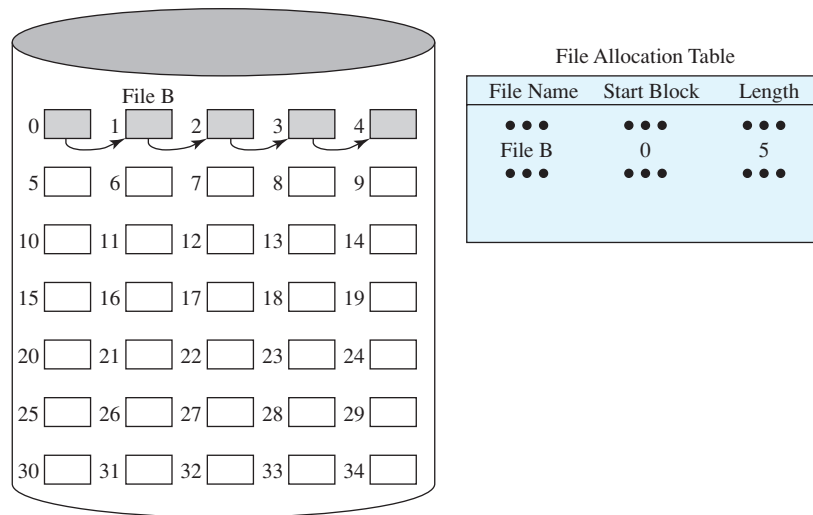 File Allocation Table
File Name Start Block Length
••• ••• •••
File B 0 5
••• ••• •••
File B
0 1 2 3 4
5 6 7 8 9
10 11 12 13 14
15 16 17 18 19
20 21 22 23 24
25 26 27 28 29
30 31 32 33 34